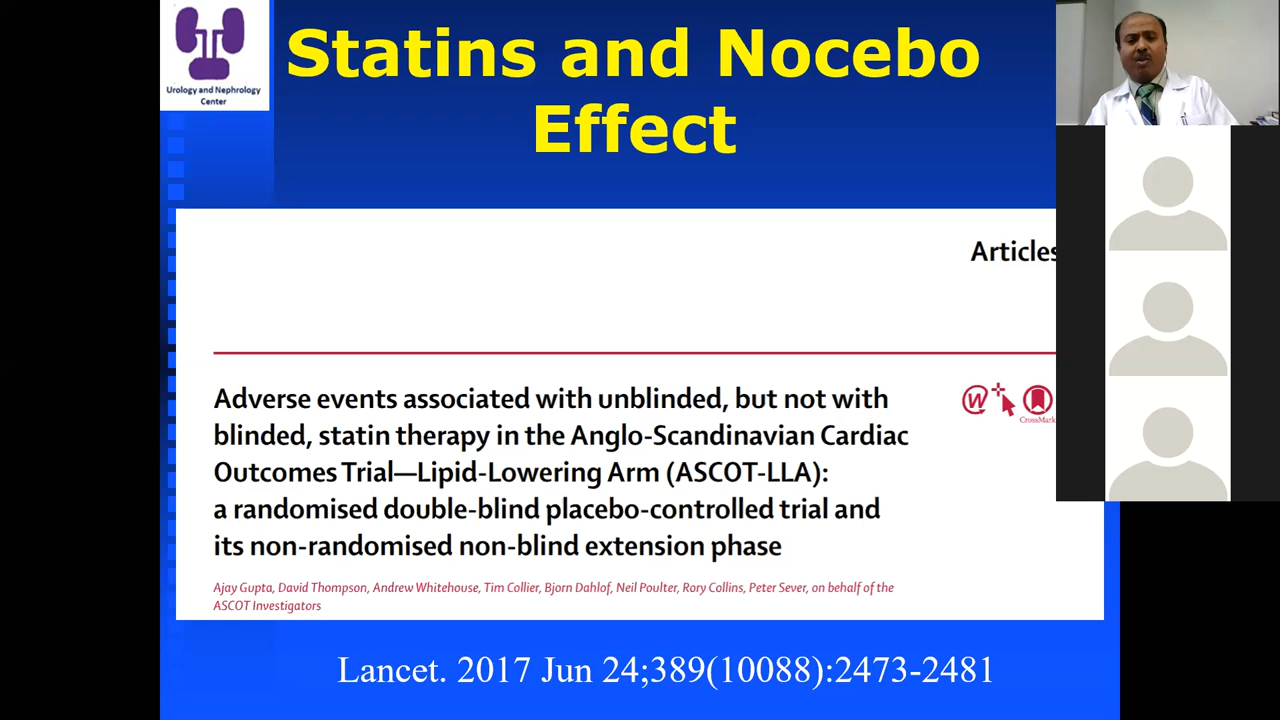 Urology and Nephrology
Center
Statins and Nocebo
Effect
Articles
Adverse events associated with unblinded, but not with
blinded, statin therapy in the Anglo-Scandinavian Cardiac
Outcomes Trial—Lipid-Lowering Arm (ASCOT-LLA):
a randomised double-blind placebo-controlled trial and
its non-randomised non-blind extension phase
W
CrossMark
Ajay Gupta, David Thompson, Andrew Whitehouse, Tim Collier, Bjorn Dahlof, Neil Poulter, Rory Collins, Peter Sever, on behalf of the
ASCOT Investigators
Lancet. 2017 Jun 24;389(10088):2473-2481